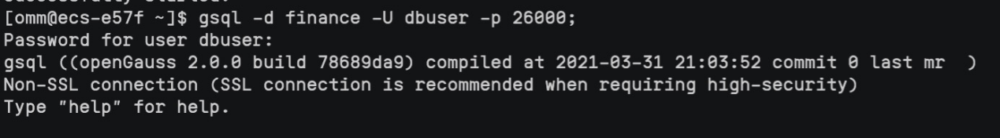 [omm@ecs-e57f ~]$ gsql -d finance -U dbuser -p 26000;
Password for user dbuser:
gsql ((openGauss 2.0.0 build 78689da9) compiled at 2021-03-31 21:03:52 commit 0 last mr  )
Non-SSL connection (SSL connection is recommended when requiring high-security)
Type "help" for help.